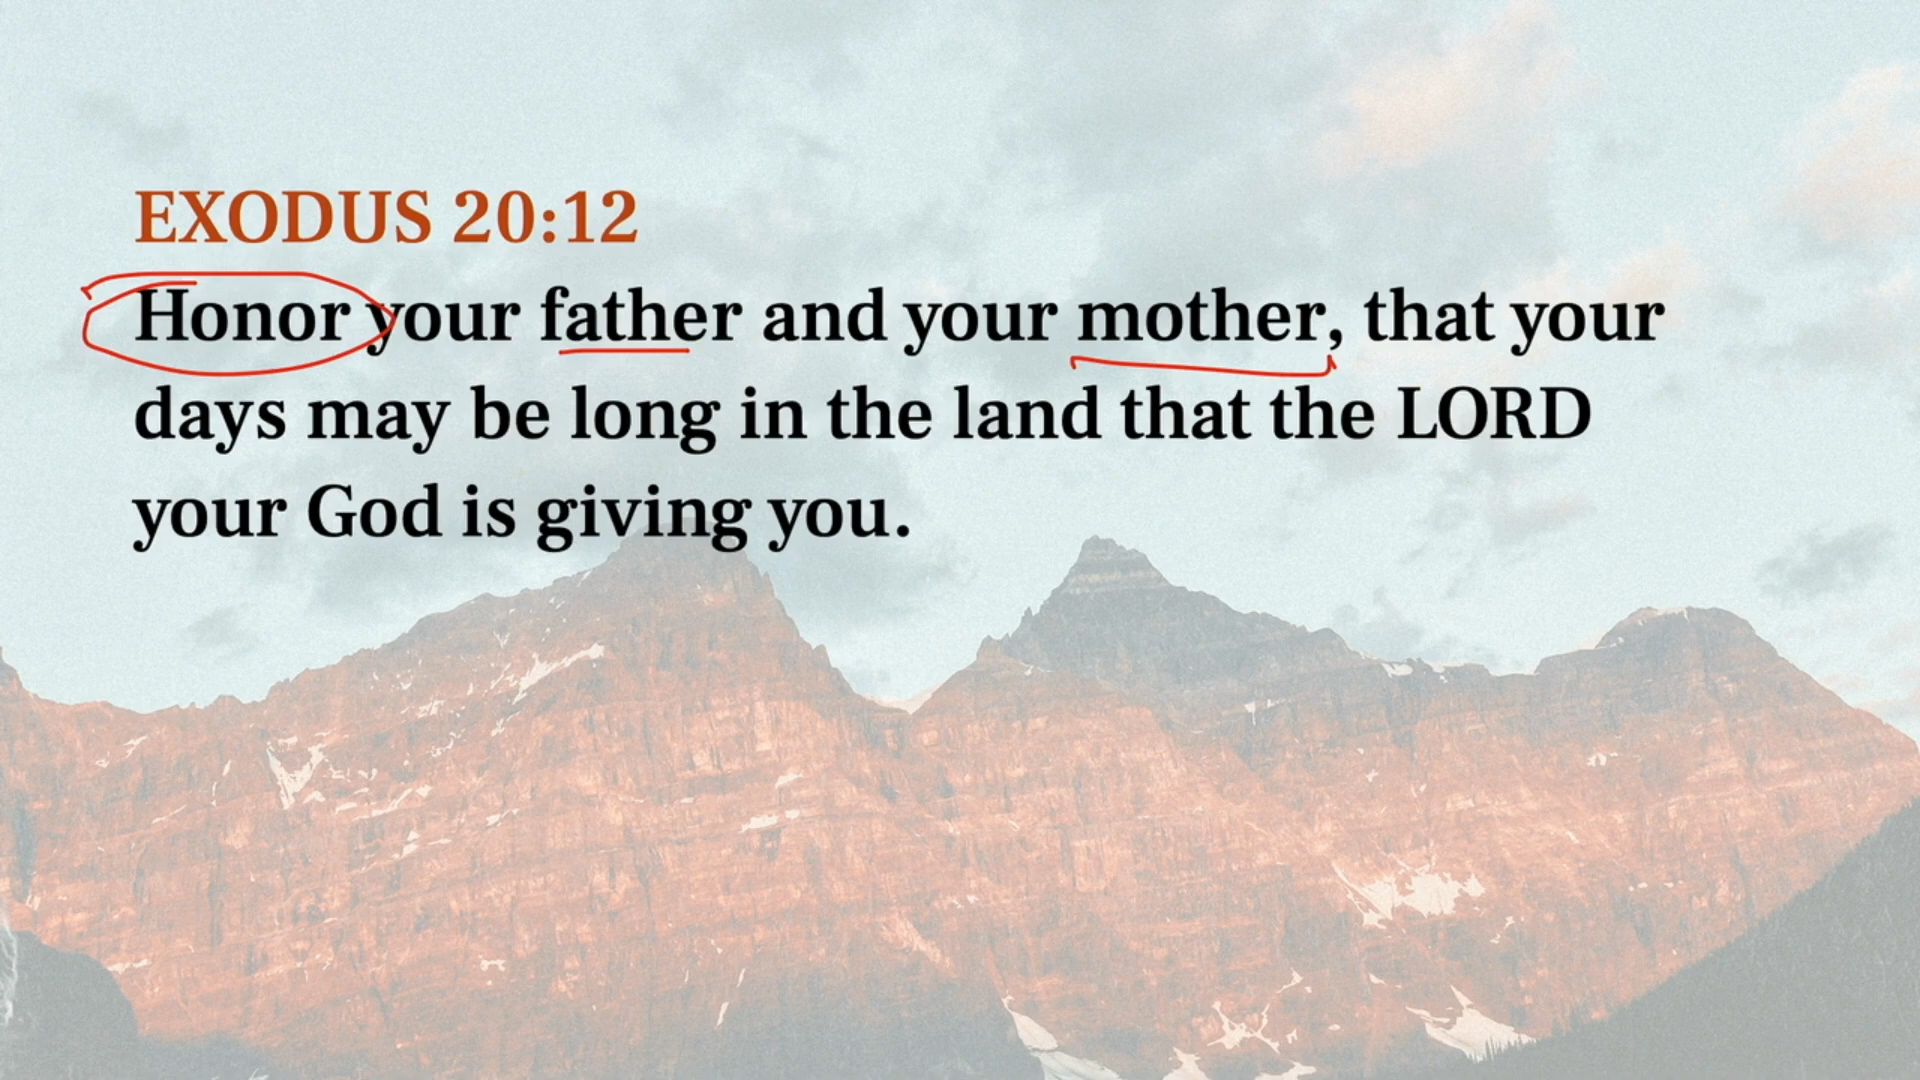 EXODUS 20:12
Honor your father and your mother, that your
days may be long in the land that the LORD
your God is giving you.